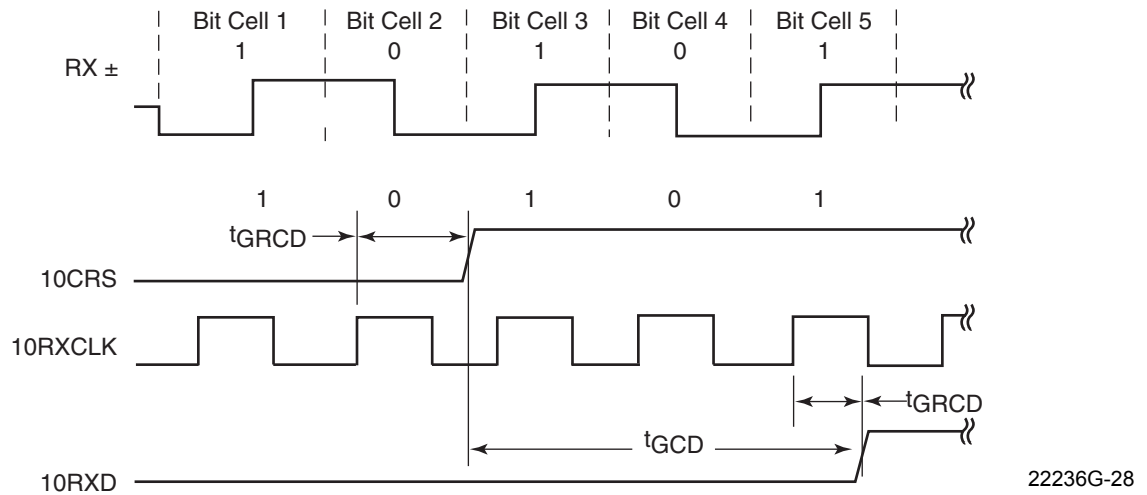 Bit Cell 1 Bit Cell 2 Bit Cell 3 Bit Cell 4 Bit Cell 5
1 0 1 0 1
RX ±
1 0 1 0 1
tGRCD
10CRS
10RXCLK
tGRCD
tGCD
10RXD
22236G-28